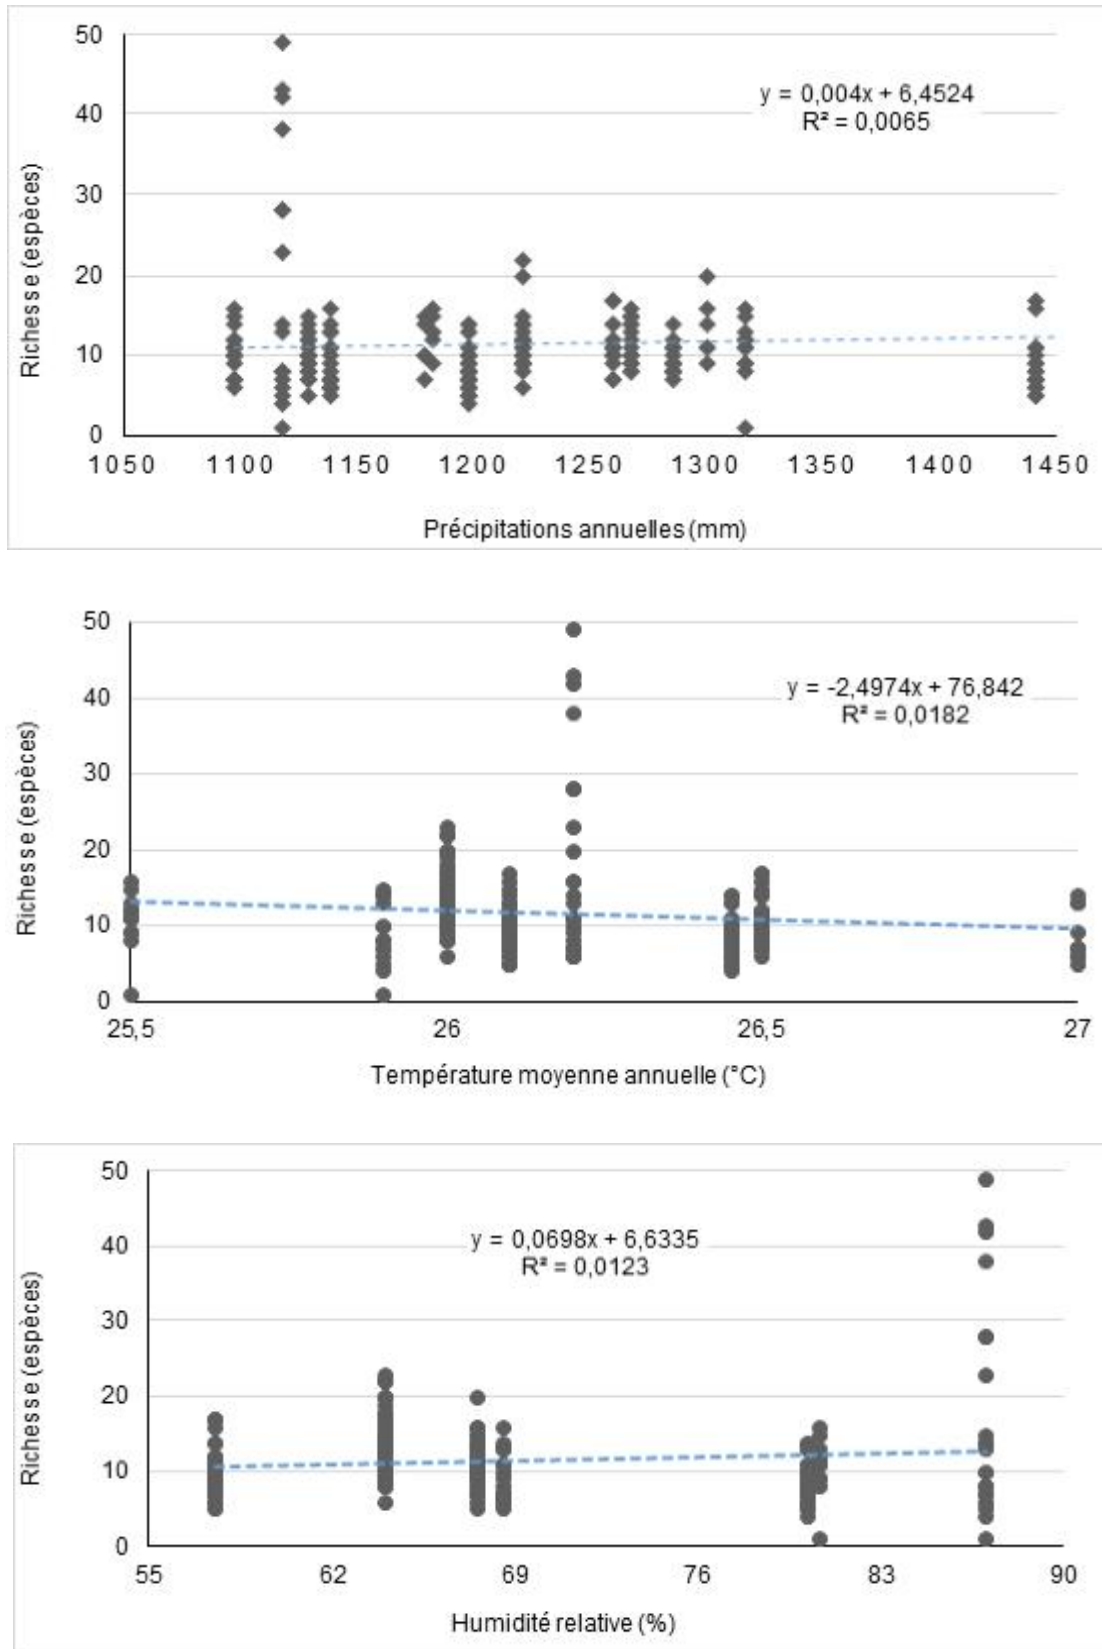 50
40
30
20
10
0
Richesse (espèces)
y = 0,004x + 6,4524
R² = 0,0065
1050 1100 1150 1200 1250 1300 1350 1400 1450
Précipitations annuelles (mm)
50
40
30
20
10
0
Richesse (espèces)
y = -2,4974x + 76,842
R² = 0,0182
25,5 26 26,5 27
Température moyenne annuelle (°C)
50
40
30
20
10
0
Richesse (espèces)
y = 0,0698x + 6,6335
R² = 0,0123
55 62 69 76 83 90
Humidité relative (%)